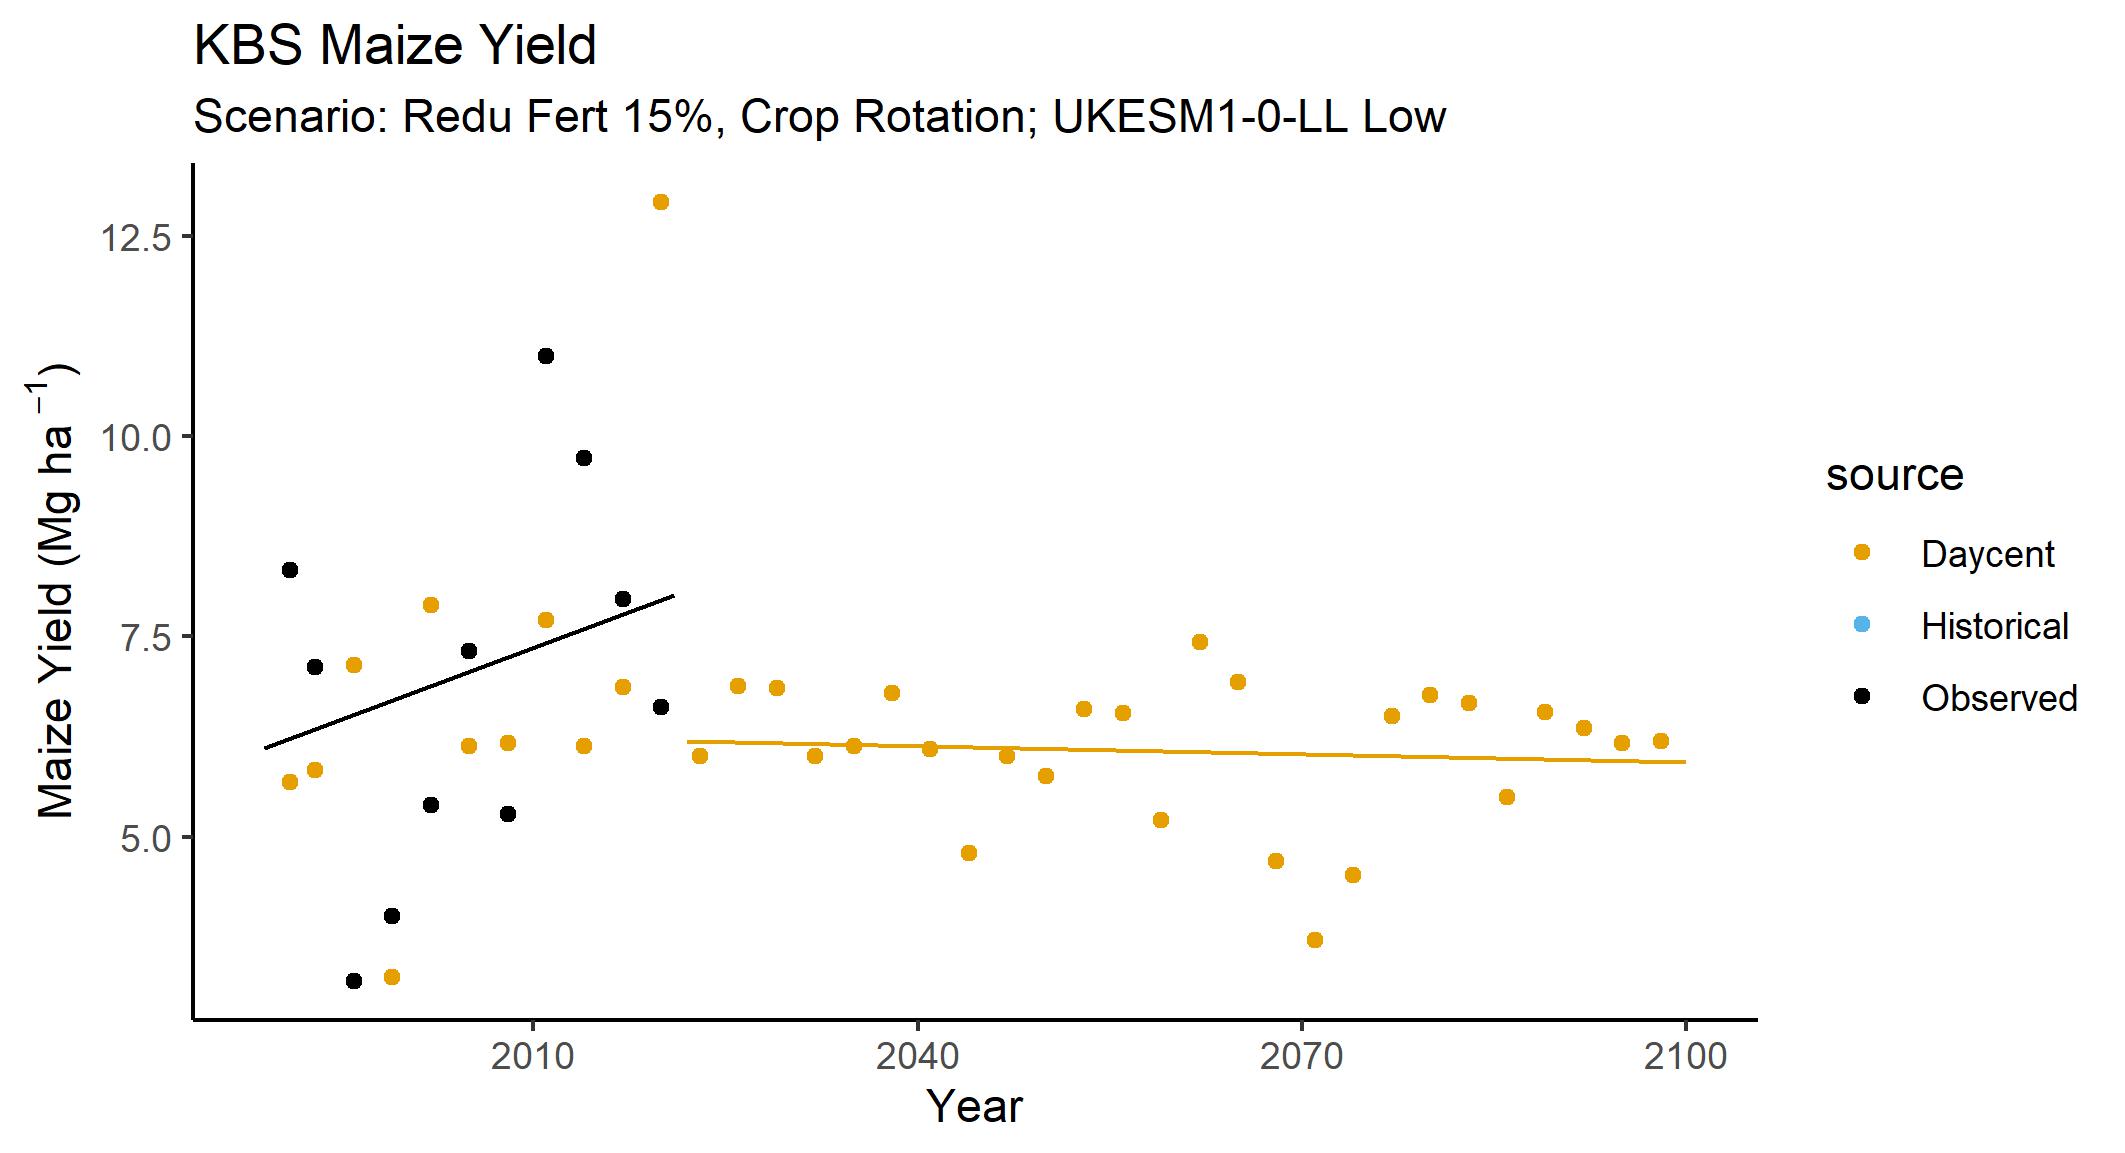 KBS Maize Yield
Scenario: Redu Fert 15%, Crop Rotation; UKESM1-0-LL Low
Maize Yield (Mg ha −1)
12.5
10.0
7.5
5.0
2010 2040 2070 2100
Year
source
Daycent
Historical
Observed